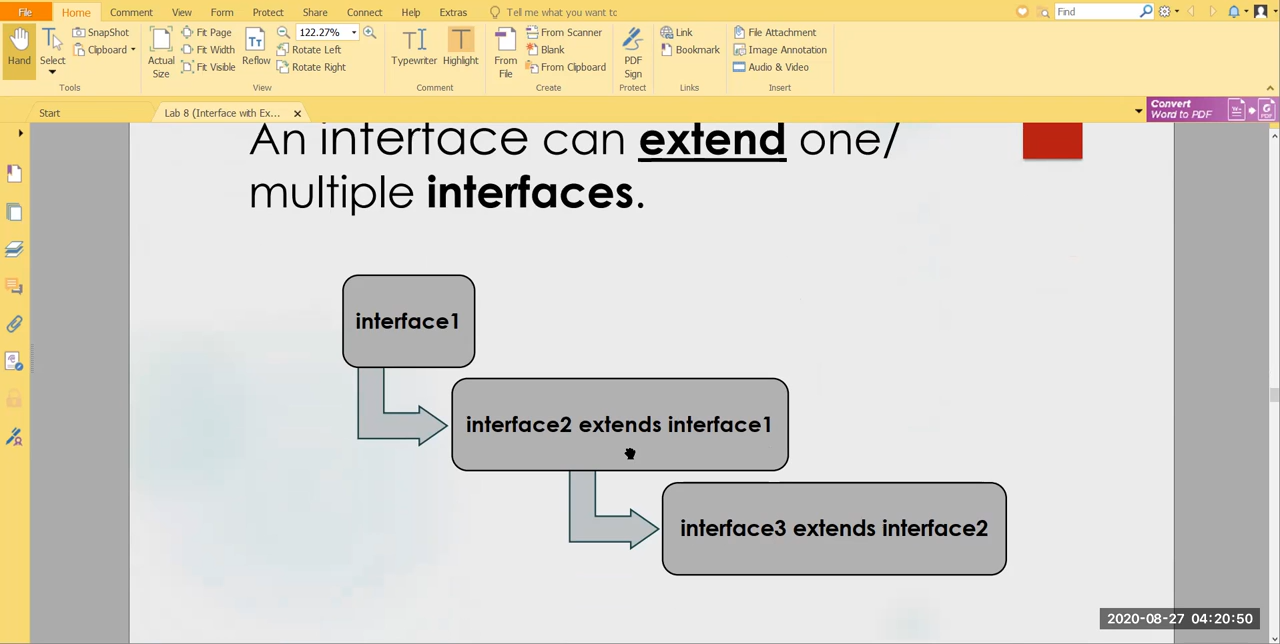 File Home Comment View Form Protect Share Connect Help Extras Tell me what you want tc Find
Hand
Select
SnapShot
Clipboard
Tools
Actual
Size
Fit Page
Fit Width
Fit Visible
Reflow
122.27%
Rotate Left
Rotate Right
View
Typewriter
Highlight
Comment
From
File
From Scanner
Blank
From Clipboard
Create
PDF
Sign
Protect
Link
Bookmark
Links
File Attachment
Image Annotation
Audio & Video
Insert
Start
Lab 8 (Interface with Ex...
Convert
Word to PDF
An interface can extend one/
multiple interfaces.
interface1
interface2 extends interface1
interface3 extends interface2
2020-08-27 04:20:50